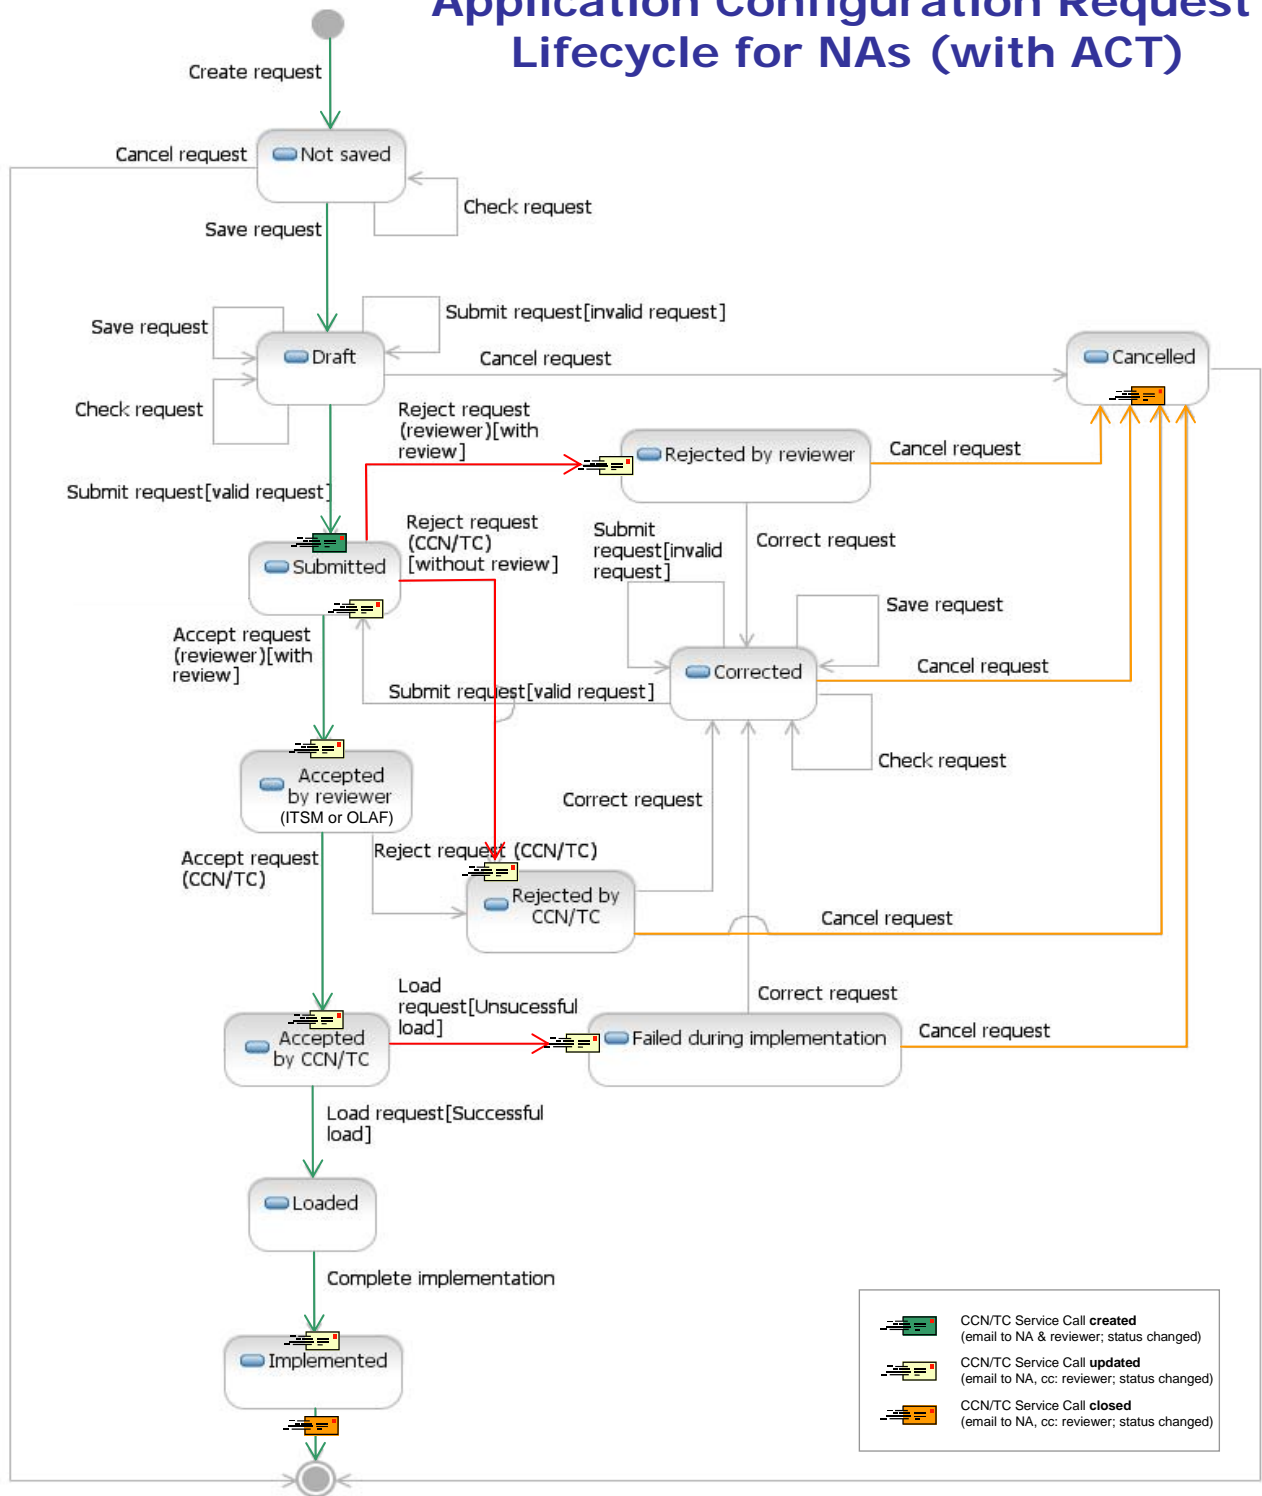 Application Configuration Request
Lifecycle for NAs (with ACT)
Create request
Cancel request
Not saved
Check request
Save request
Save request
Submit request[invalid request]
Draft
Cancel request
Cancelled
Check request
Reject request
(reviewer)[with
review]
Rejected by reviewer
Cancel request
Submit request[valid request]
Reject request
(CCN/TC)
[without review]
Submit
request[invalid
request]
Correct request
Submitted
Save request
Accept request
(reviewer)[with
review]
Corrected
Cancel request
Submit request[valid request]
Check request
Accepted
by reviewer
(ITSM or OLAF)
Correct request
Accept request
(CCN/TC)
Reject request (CCN/TC)
Rejected by
CCN/TC
Cancel request
Load
request[Unsucessful
load]
Correct request
Accepted
by CCN/TC
Failed during implementation
Cancel request
Load request[Successful
load]
Loaded
Complete implementation
Implemented
CCN/TC Service Call created
(email to NA & reviewer; status changed)
CCN/TC Service Call updated
(email to NA, cc: reviewer; status changed)
CCN/TC Service Call closed
(email to NA, cc: reviewer; status changed)